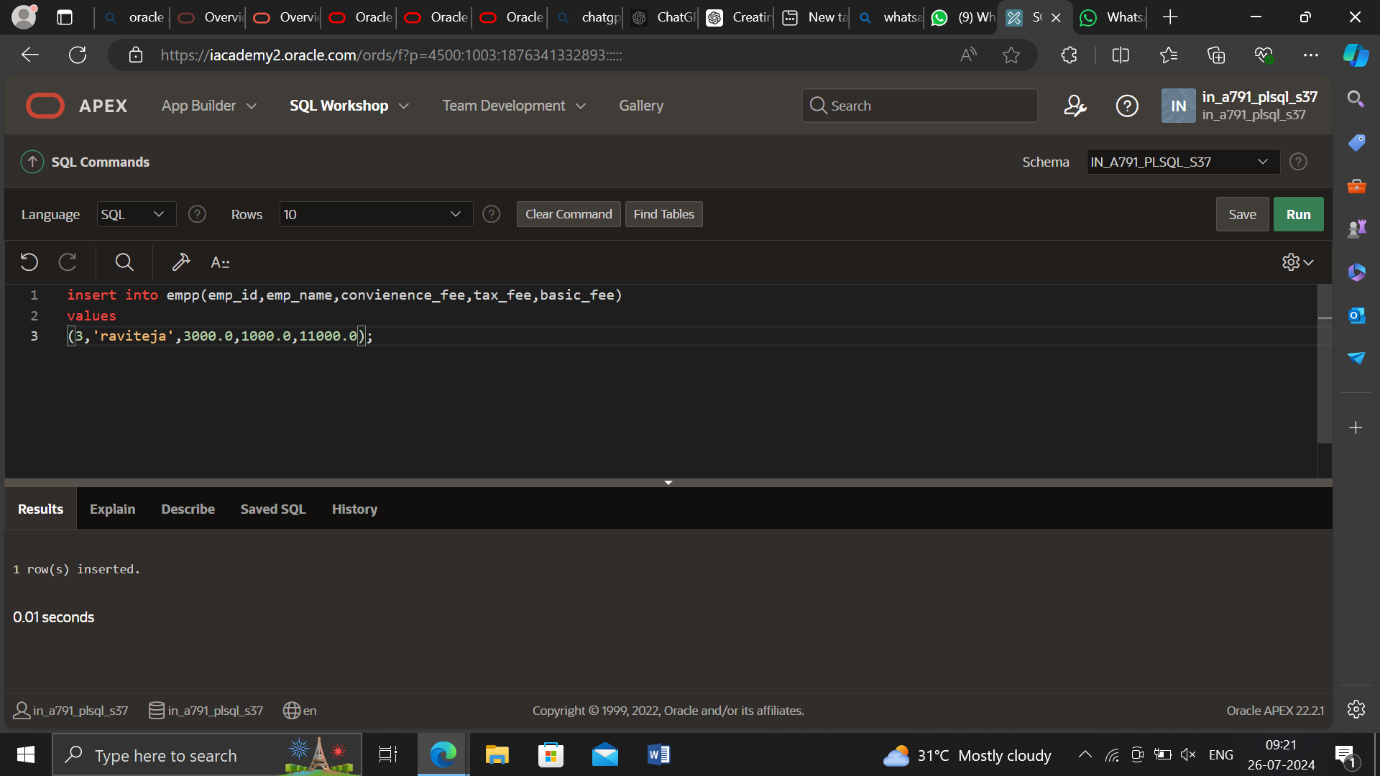 oracle
Overvi
Overvi
Oracle
Oracle
Oracle
chatgp
ChatG
Creatin
New ta
whatsa
(9) Wh
S
Whats
https://iacademy2.oracle.com/ords/f?p=4500:1003:1876341332893:::::
APEX App Builder SQL Workshop Team Development Gallery Search IN in_a791_plsql_s37
in_a791_plsql_s37
SQL Commands Schema IN_A791_PLSQL_S37
Language SQL Rows 10 Clear Command Find Tables Save Run
A::
1 insert into empp(emp_id,emp_name,convienence_fee,tax_fee,basic_fee)
2 values
3 (3,'raviteja',3000.0,1000.0,11000.0);
Results Explain Describe Saved SQL History
1 row(s) inserted.
0.01 seconds
in_a791_plsql_s37 in_a791_plsql_s37 en Copyright © 1999, 2022, Oracle and/or its affiliates. Oracle APEX 22.2.1
Type here to search 31°C Mostly cloudy ENG 09:21
26-07-2024
1